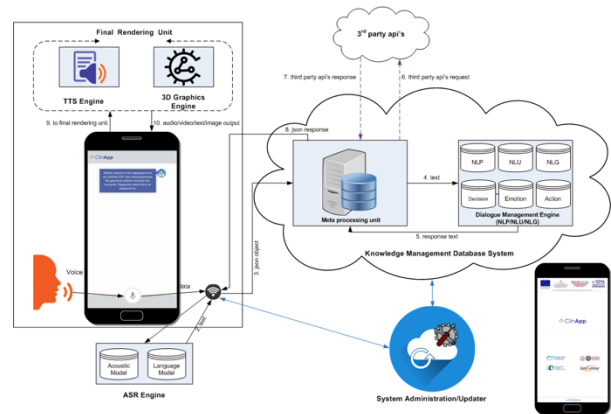 Final Rendering Unit
TTS Engine
3D Graphics
Engine
9. to final rendering unit
10. audio/video/text/image output
3rd party api's
7. third party api's response
6. third party api's request
8. json response
ClinApp
NLP
NLU
NLG
4. text
Decision
Emotion
Action
Meta processing unit
Dialogue Management Engine
(NLP/NLU/NLG)
5. response text
Knowledge Management Database System
3. json object
Voice
data
2. text
Acoustic
Model
Language
Model
ASR Engine
System Administration/Updater
ClinApp